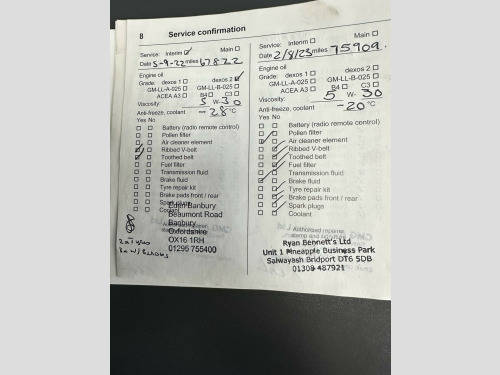 8 Service confirmation
Service: Interim Main
Date 5-9-22 miles 67822
Engine oil
Grade: dexos 1 dexos 2
GM-LL-A-025 GM-LL-B-025
ACEA A3 B4 C3
Viscosity: 5 W- 30
Anti-freeze, coolant -28 °C
Yes No
Battery (radio remote control)
Pollen filter
Air cleaner element
Ribbed V-belt
Toothed belt
Fuel filter
Transmission fluid
Brake fluid
Tyre repair kit
Brake pads front / rear
Spark plugs
Coolant
Eden Banbury
Beaumont Road
Banbury
Oxfordshire
OX16 1RH
01295 755400
Service: Interim Main
Date 2/8/23 miles 75909
Engine oil
Grade: dexos 1 dexos 2
GM-LL-A-025 GM-LL-B-025
ACEA A3 B4 C3
Viscosity: 5 W- 30
Anti-freeze, coolant -20 °C
Yes No
Battery (radio remote control)
Pollen filter
Air cleaner element
Ribbed V-belt
Toothed belt
Fuel filter
Transmission fluid
Brake fluid
Tyre repair kit
Brake pads front / rear
Spark plugs
Coolant
Authorised repairer
Ryan Bennett's Ltd
Unit 1 Pineapple Business Park
Salwayash Bridport DT6 5DB
01308 487921